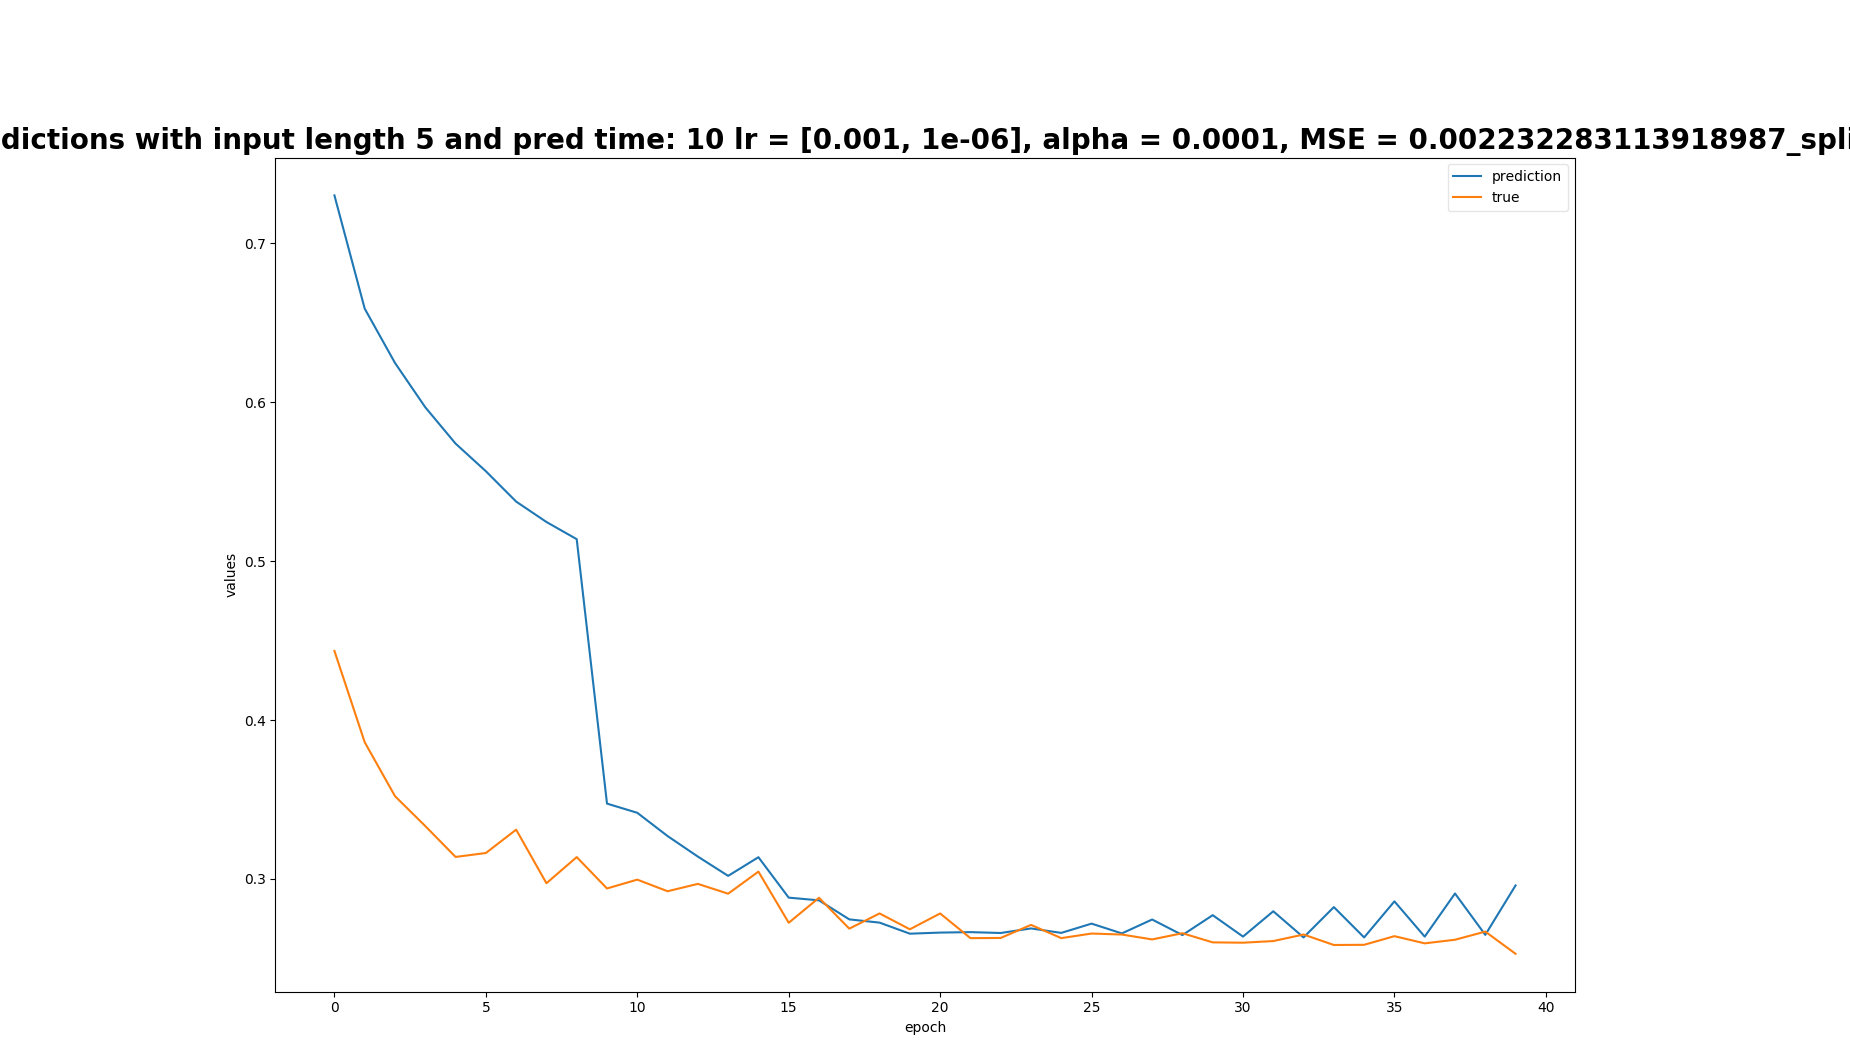 dictions with input length 5 and pred time: 10 lr = [0.001, 1e-06], alpha = 0.0001, MSE = 0.002232283113918987_spli
prediction
true
0.7
0.6
0.5
0.4
0.3
values
0
5
10
15
20
25
30
35
40
epoch